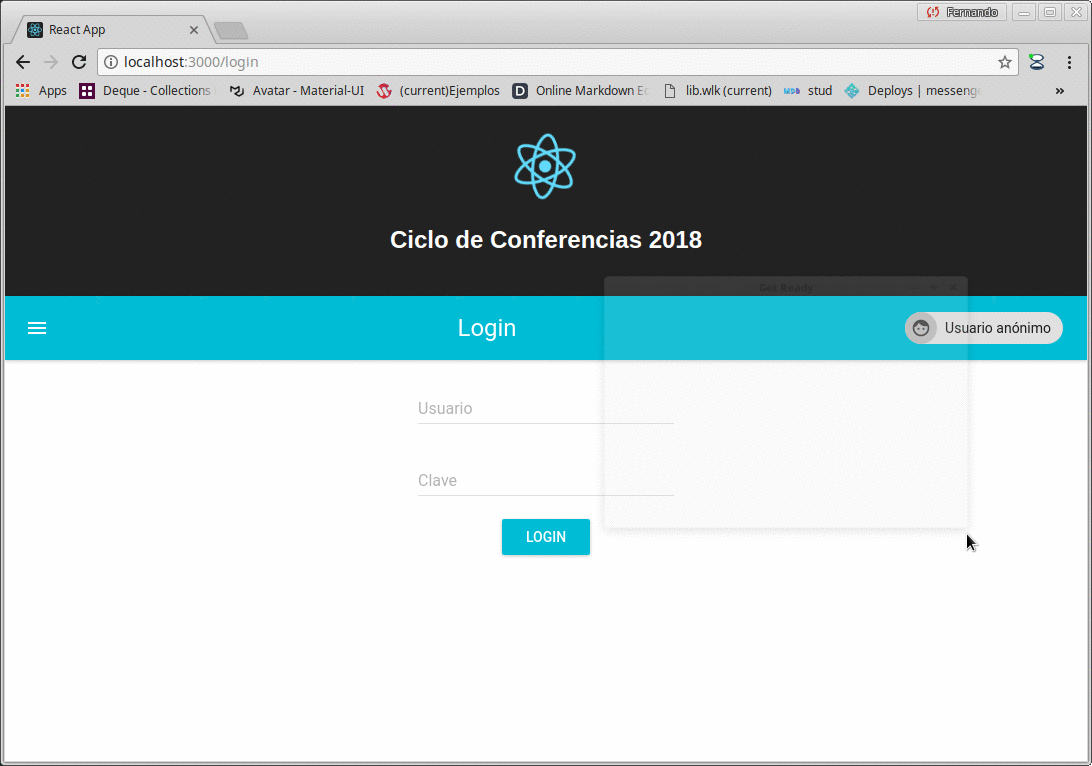 Fernando
React App
localhost:3000/login
Apps Deque - Collections Avatar - Material-UI (current)Ejemplos Online Markdown lib.wlk (current) MDB stud Deploys | messeng
Ciclo de Conferencias 2018
Get Ready
Login Usuario anónimo
Usuario
Clave
LOGIN